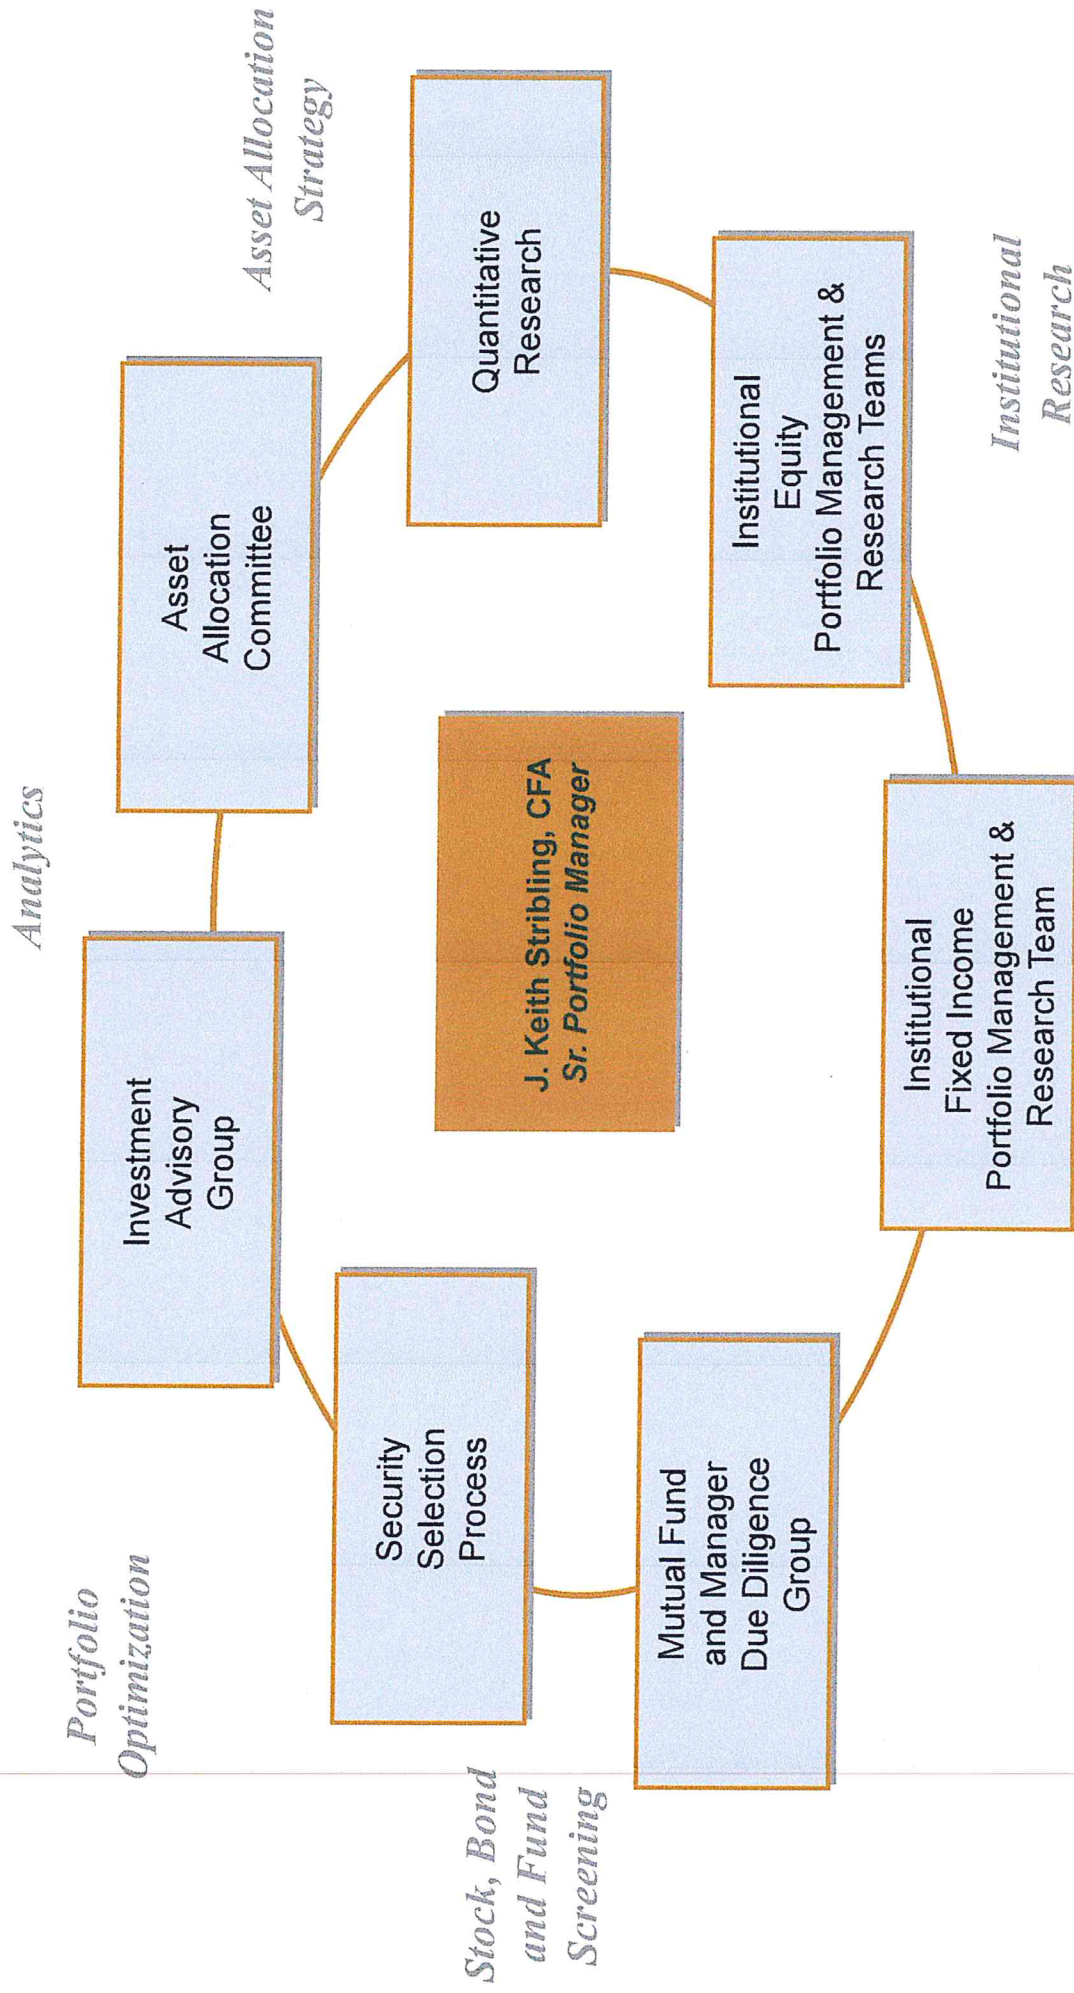 Analytics
Portfolio
Optimization
Asset Allocation
Strategy
Investment
Advisory
Group
Asset
Allocation
Committee
Security
Selection
Process
Quantitative
Research
J. Keith Stribling, CFA
Sr. Portfolio Manager
Stock, Bond
and Fund
Screening
Mutual Fund
and Manager
Due Diligence
Group
Institutional
Equity
Portfolio Management &
Research Teams
Institutional
Fixed Income
Portfolio Management &
Research Team
Institutional
Research